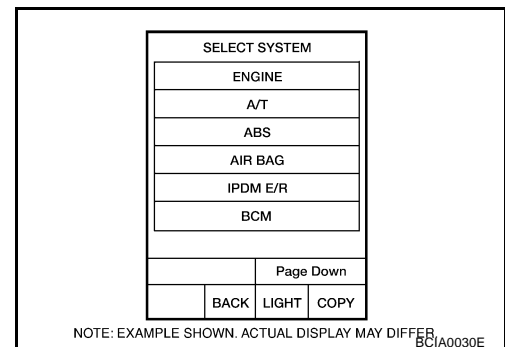 SELECT SYSTEM
ENGINE
A/T
ABS
AIR BAG
IPDM E/R
BCM
Page Down
BACK LIGHT COPY
NOTE: EXAMPLE SHOWN. ACTUAL DISPLAY MAY DIFFER.
BCIA0030E